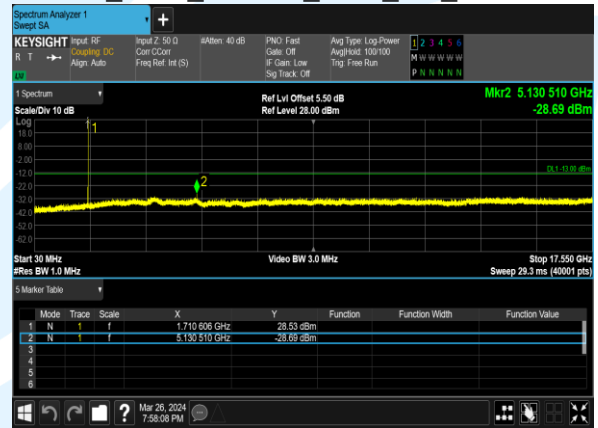 Spectrum Analyzer 1
Swept SA
+
KEYSIGHT Input: RF Input Z: 50 Ω #Atten: 40 dB PNO: Fast Avg Type: Log-Power 1 2 3 4 5 6
R T Coupling: DC Corr CCorr Gate: Off Avg|Hold: 100/100 M W W W W W
Align: Auto Freq Ref: Int (S) IF Gain: Low Trig: Free Run
Sig Track: Off P N N N N N
1 Spectrum
Ref Lvl Offset 5.50 dB Mkr2 5.130 510 GHz
Scale/Div 10 dB Ref Level 28.00 dBm -28.69 dBm
Log
1
18.0
8.00
-2.00
DL1 -13.00 dBm
-12.0
2
-22.0
-32.0
-42.0
-52.0
-62.0
Start 30 MHz Video BW 3.0 MHz Stop 17.550 GHz
#Res BW 1.0 MHz Sweep 29.3 ms (40001 pts)
5 Marker Table
Mode Trace Scale X Y Function Function Width Function Value
1 N 1 f 1.710 606 GHz 28.53 dBm
2 N 1 f 5.130 510 GHz -28.69 dBm
3
4
5
6
? Mar 26, 2024
7:58:08 PM